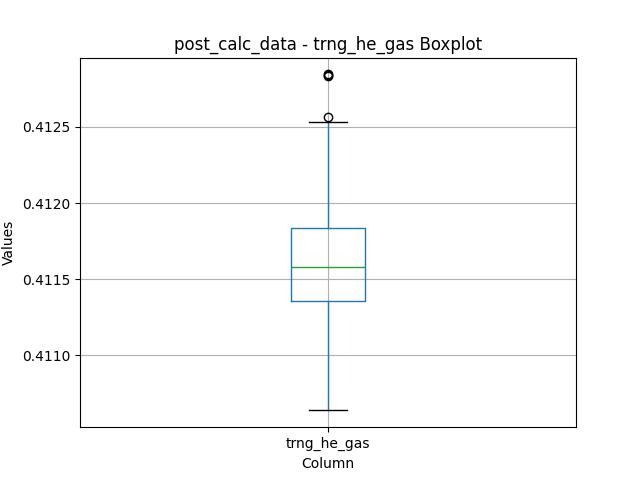 post_calc_data - trng_he_gas Boxplot
0.4125
0.4120
0.4115
0.4110
Values
trng_he_gas
Column